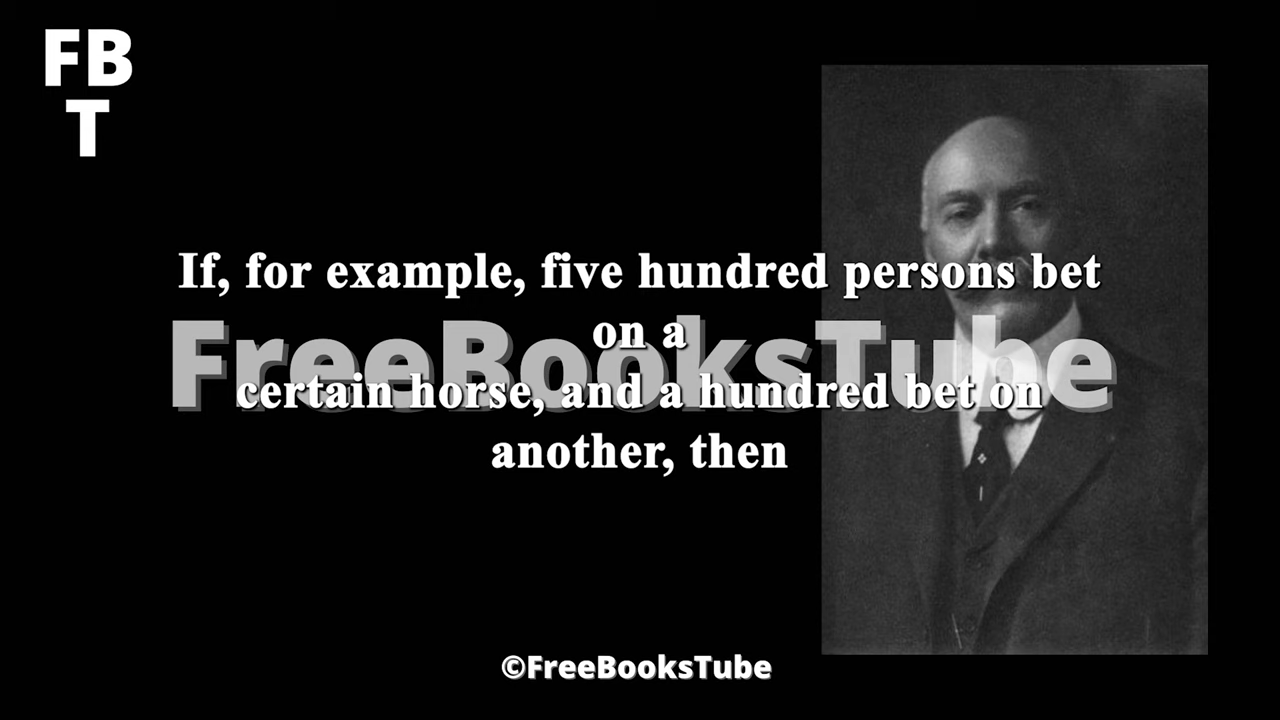 FB
T
If, for example, five hundred persons bet
on a
FreeBooksTube
certain horse, and a hundred bet on
another, then
©FreeBooksTube